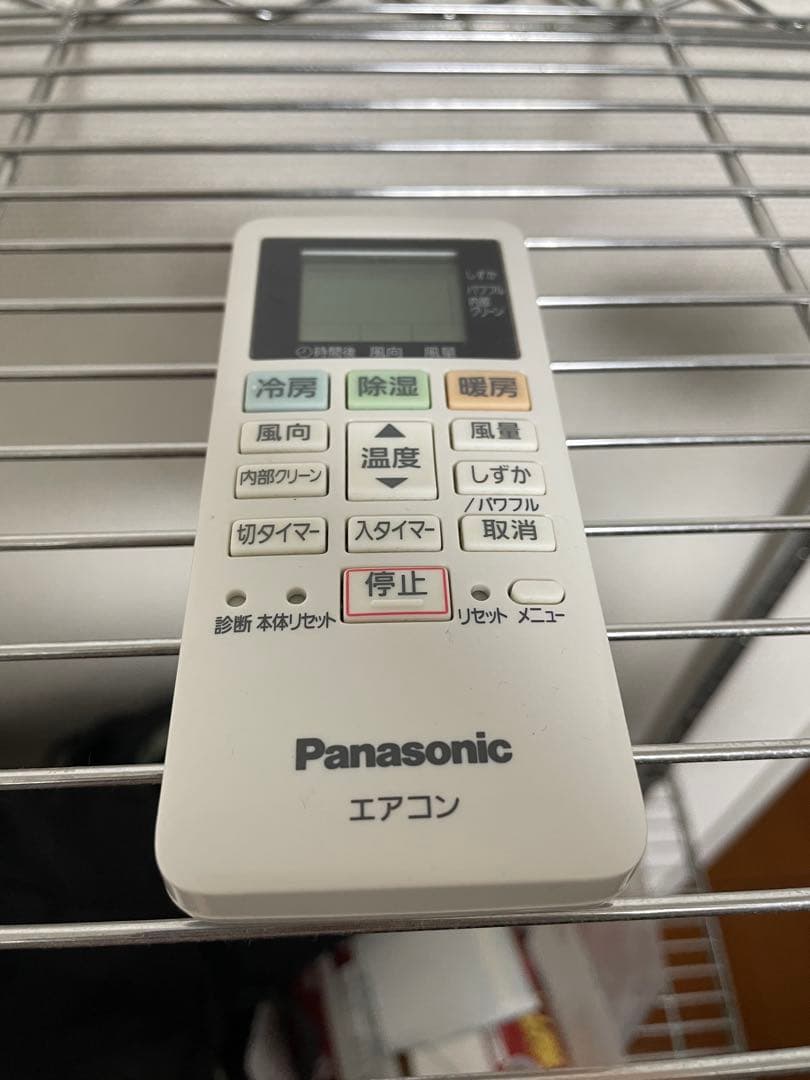 しずか
パワフル
内部
クリーン
時間後 風向 風量
冷房 除湿 暖房
風向 ▲ 風量
温度
内部クリーン ▼ しずか
/パワフル
切タイマー 入タイマー 取消
停止
診断 本体リセット リセット メニュー
Panasonic
エアコン